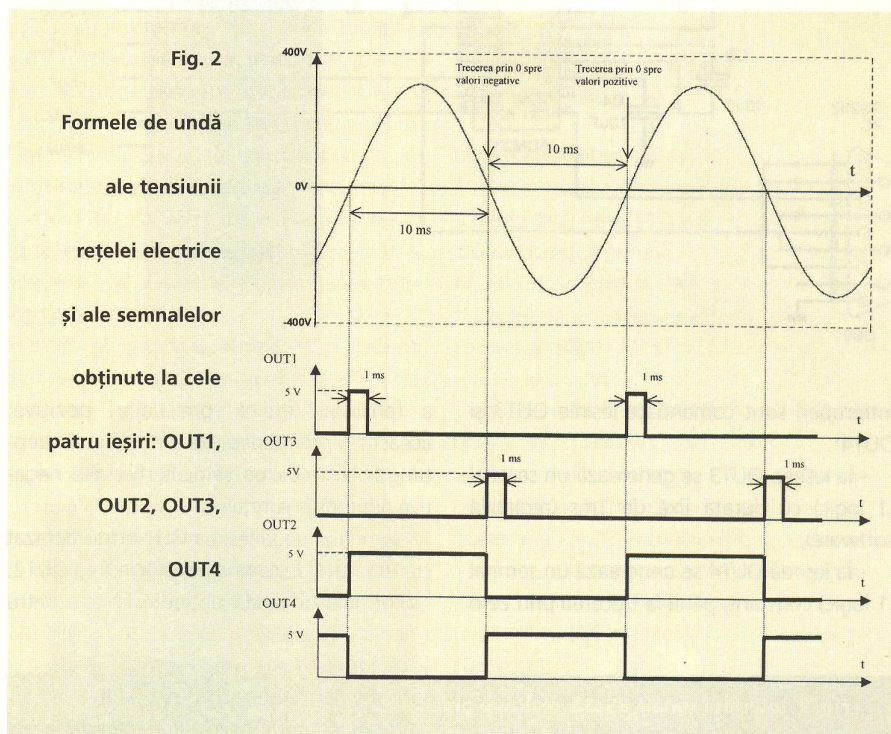 Fig. 2
Formele de undă
ale tensiunii
rețelei electrice
și ale semnalelor
obținute la cele
patru ieșiri: OUT1,
OUT2, OUT3,
OUT4
400V
Trecerea prin 0 spre
valori negative
Trecerea prin 0 spre
valori pozitive
10 ms
t
0V
10 ms
-400V
OUT1
5 V
1 ms
1 ms
t
OUT3
5V
1 ms
1 ms
t
OUT2
5 V
t
OUT4
5 V
t